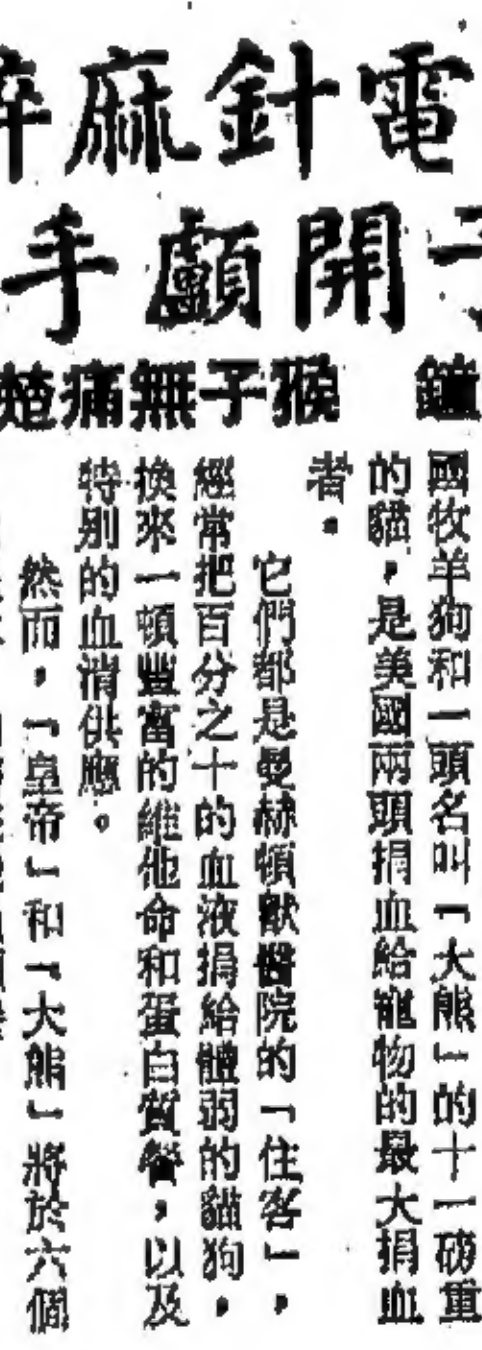 電針麻
開顱手
鐘 猴子無痛楚
國牧羊狗和一頭名叫「大熊」的十一磅重
的貓，是美國兩頭捐血給寵物的最大捐血
者。
它們都是曼赫頓獸醫院的「住客」，
經常把百分之十的血液捐給體弱的貓狗，
換來一頓豐富的維他命和蛋白質餐，以及
特别的血清供應。
然而，「皇帝」和「大熊」將於六個